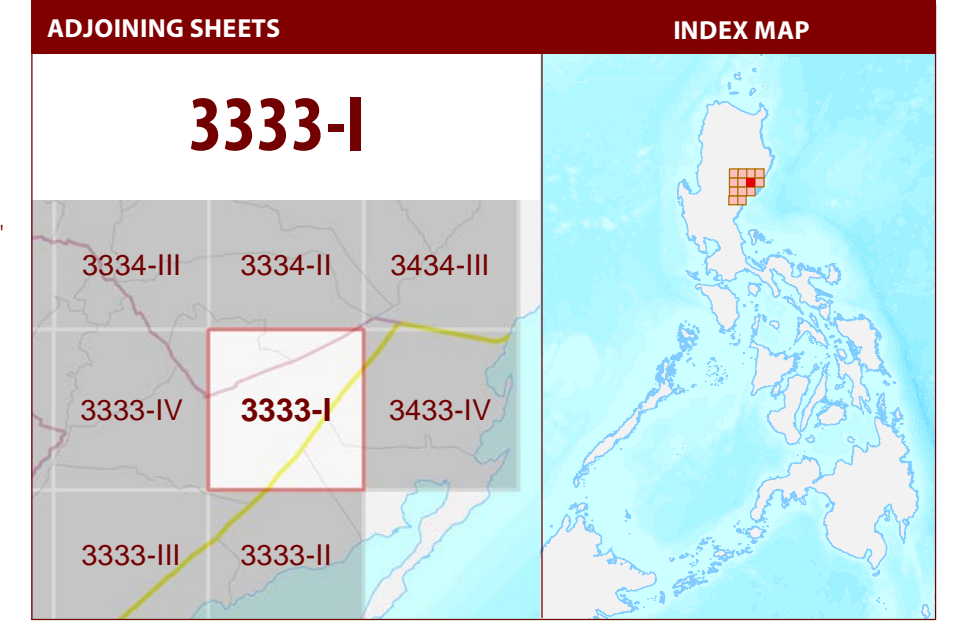 ADJOINING SHEETS
INDEX MAP
3333-I
3334-III 3334-II 3434-III
3333-IV 3333-I 3433-IV
3333-III 3333-II